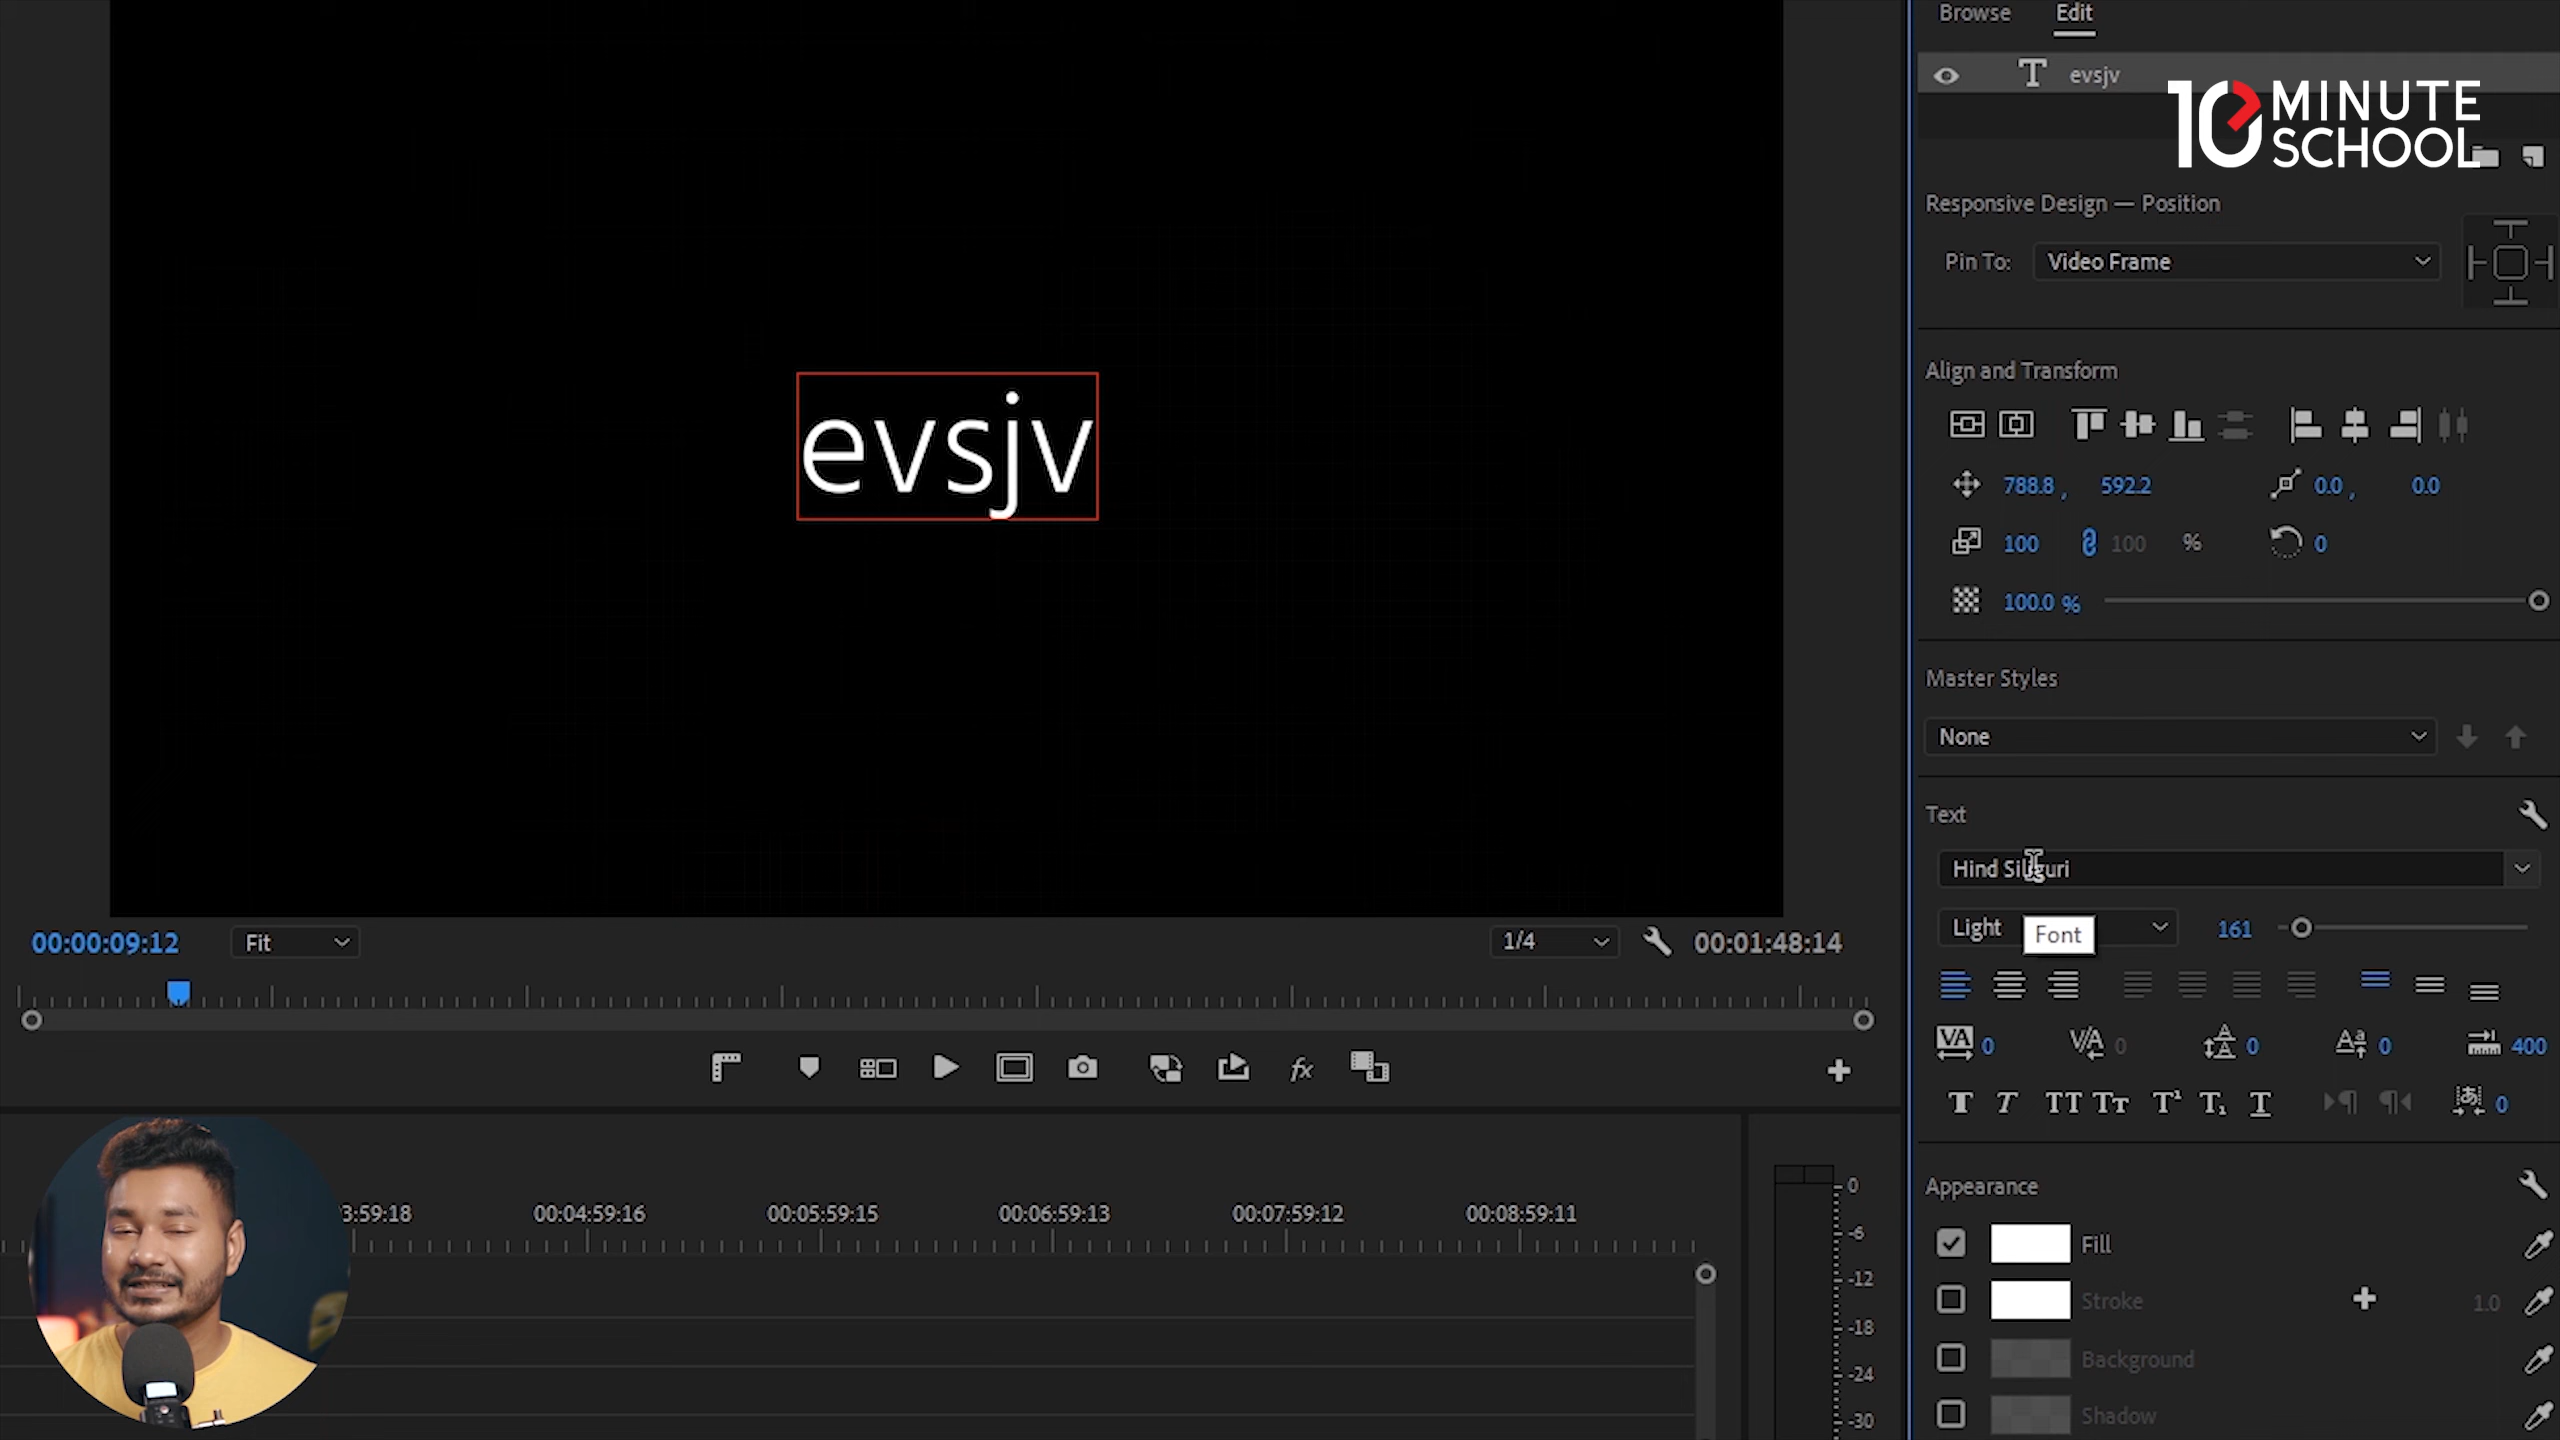 Browse Edit
evsjv
10 MINUTE
SCHOOL
Responsive Design — Position
Pin To: Video Frame
Align and Transform
788.8 , 592.2 0.0 , 0.0
100 100 % 0
100.0 %
Master Styles
None
Text
Hind Siliguri
Light Font 161
0 0 0 0 400
0
Appearance
Fill
Stroke 1.0
Background
Shadow
evsjv
00:00:09:12 Fit 1/4 00:01:48:14
fx
3:59:18 00:04:59:16 00:05:59:15 00:06:59:13 00:07:59:12 00:08:59:11
0
-6
-12
-18
-24
-30